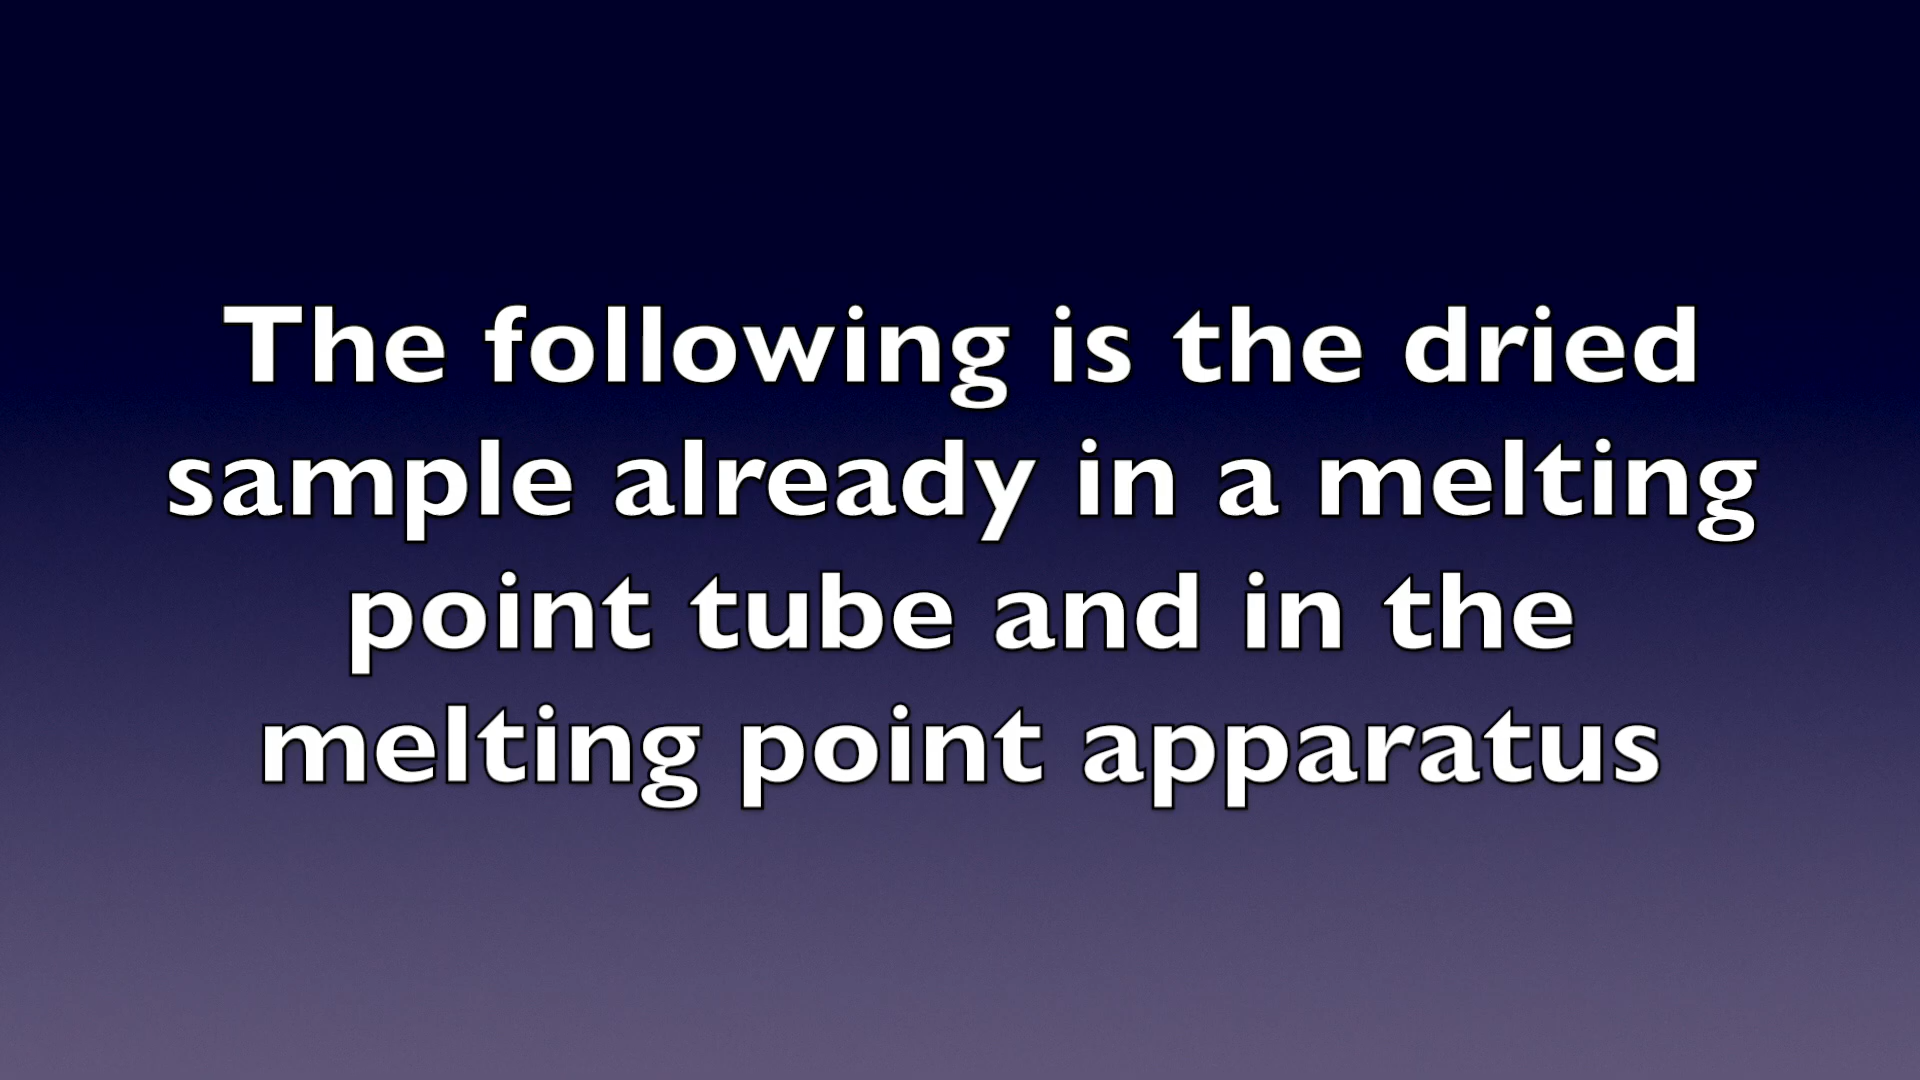 The following is the dried
sample already in a melting
point tube and in the
melting point apparatus